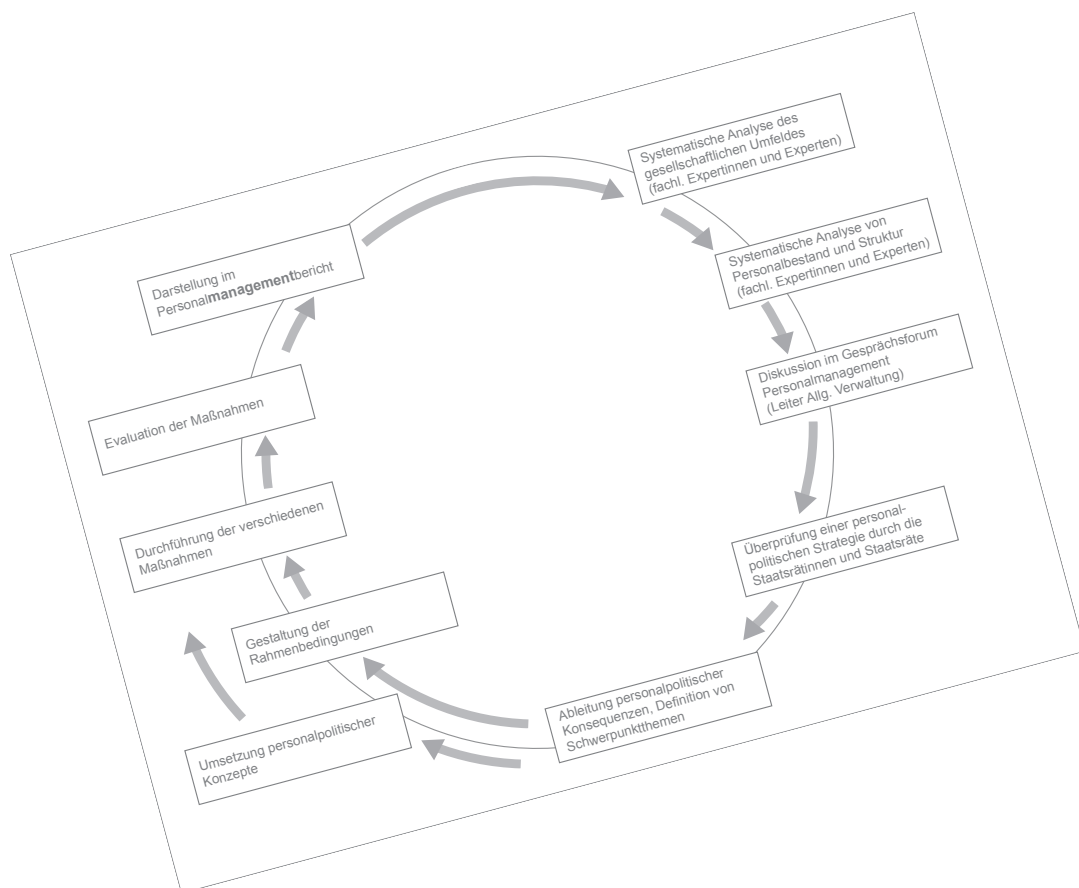 Systematische Analyse des
gesellschaftlichen Umfeldes
(fachl. Expertinnen und Experten)
Systematische Analyse von
Personalbestand und Struktur
(fachl. Expertinnen und Experten)
Diskussion im Gesprächsforum
Personalmanagement
(Leiter Allg. Verwaltung)
Überprüfung einer personal-
politischen Strategie durch die
Staatsrätinnen und Staatsräte
Ableitung personalpolitischer
Konsequenzen, Definition von
Schwerpunktthemen
Umsetzung personalpolitischer
Konzepte
Gestaltung der
Rahmenbedingungen
Durchführung der verschiedenen
Maßnahmen
Evaluation der Maßnahmen
Darstellung im
Personalmanagementbericht